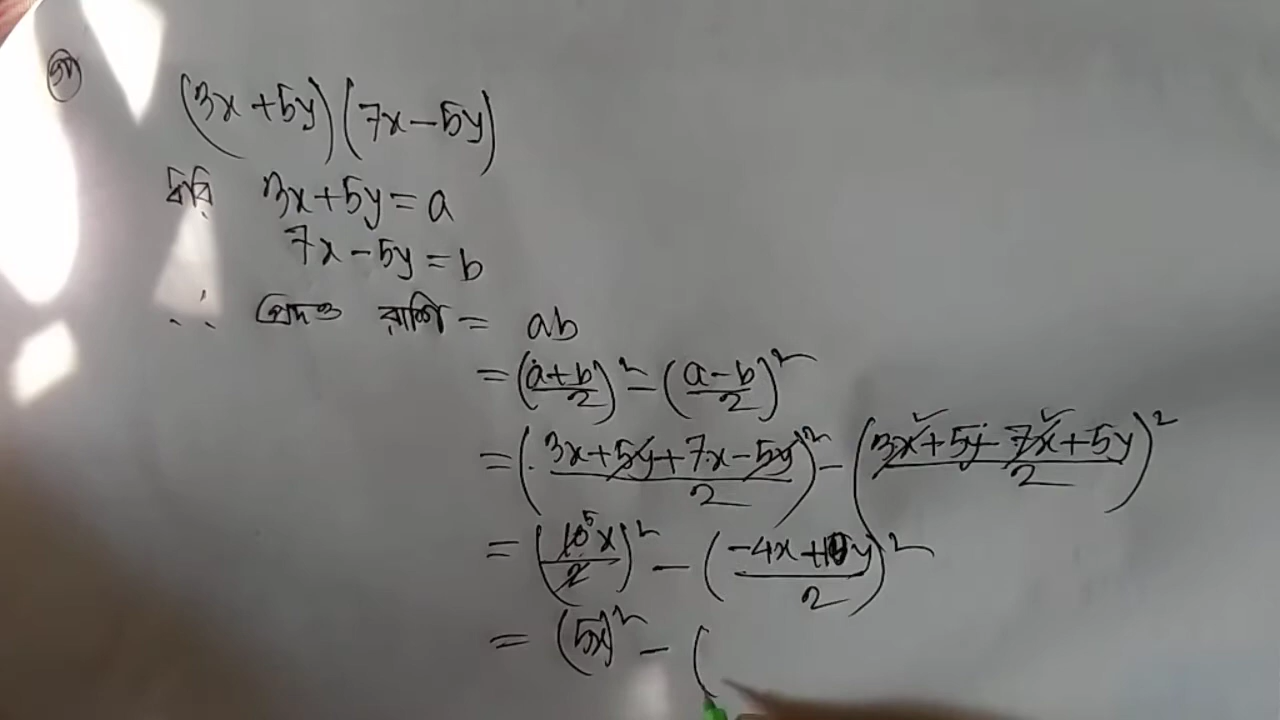 (3x+5y)(7x-5y)
ধরি 3x+5y=a
7x-5y=b
∴ প্রদত্ত রাশি = ab
=((a+b)/2)²-((a-b)/2)²
=((3x+5y+7x-5y)/2)²-((3x+5y-7x+5y)/2)²
=((10⁵x)/2)²-((-4x+10y)/2)²
=(5x)²-(